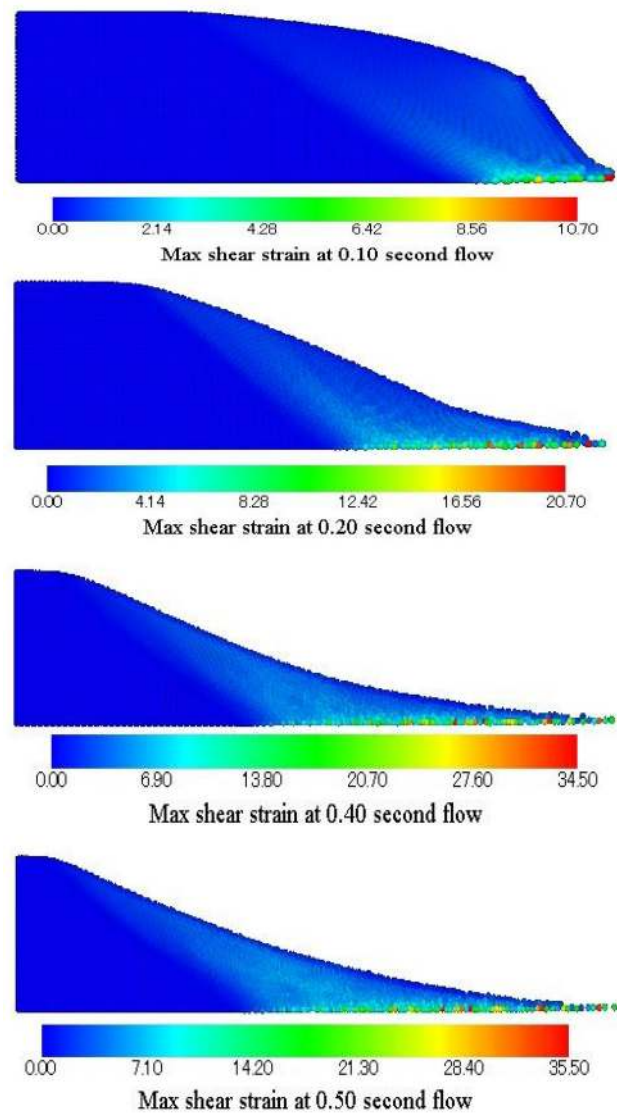 0.00 2.14 4.28 6.42 8.56 10.70
Max shear strain at 0.10 second flow
0.00 4.14 8.28 12.42 16.56 20.70
Max shear strain at 0.20 second flow
0.00 6.90 13.80 20.70 27.60 34.50
Max shear strain at 0.40 second flow
0.00 7.10 14.20 21.30 28.40 35.50
Max shear strain at 0.50 second flow